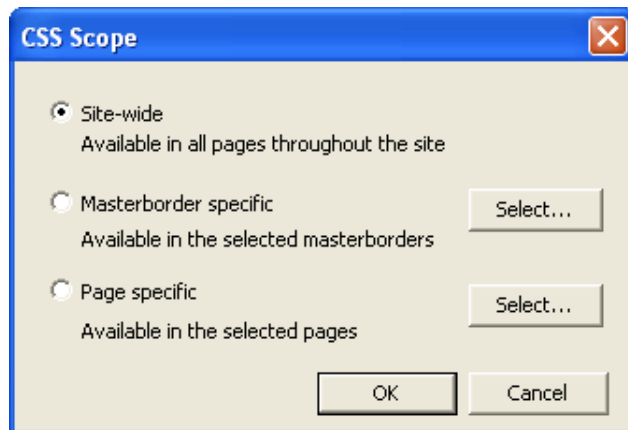 CSS Scope
Site-wide
Available in all pages throughout the site
Masterborder specific
Select...
Available in the selected masterborders
Page specific
Select...
Available in the selected pages
OK
Cancel